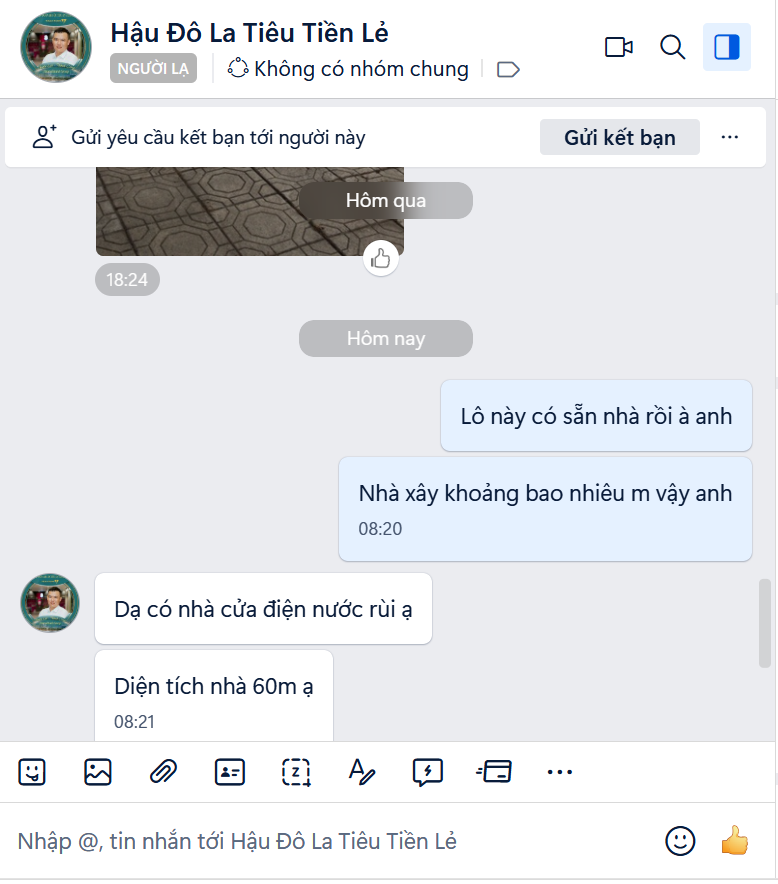 Hậu Đô La Tiêu Tiền Lẻ
NGƯỜI LẠ
Không có nhóm chung
Gửi yêu cầu kết bạn tới người này
Gửi kết bạn
Hôm qua
18:24
Hôm nay
Lô này có sẵn nhà rồi à anh
Nhà xây khoảng bao nhiêu m vậy anh
08:20
Dạ có nhà cửa điện nước rùi ạ
Diện tích nhà 60m ạ
08:21
Nhập @, tin nhắn tới Hậu Đô La Tiêu Tiền Lẻ